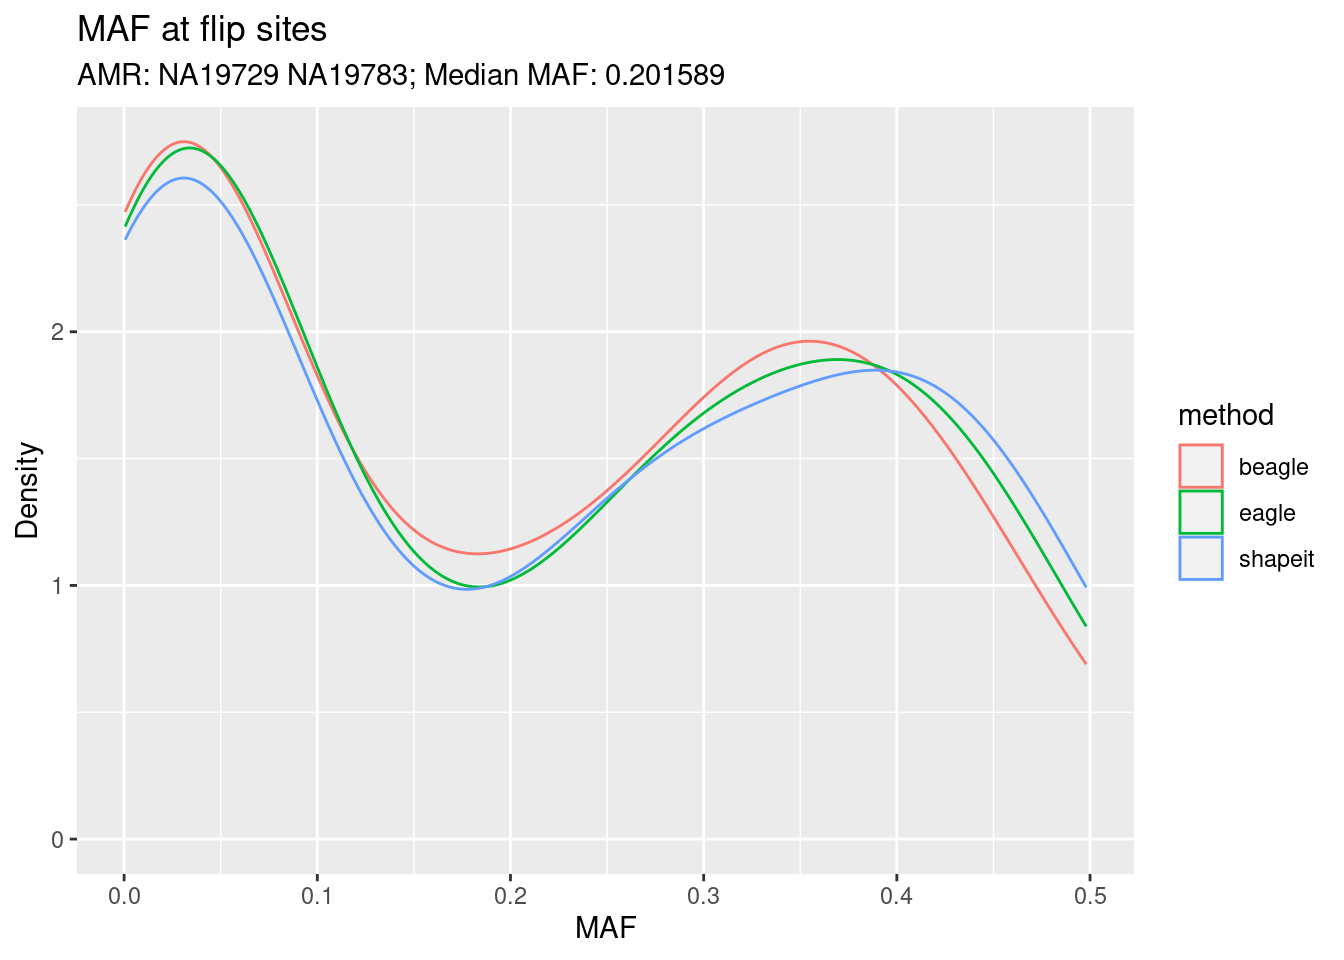 MAF at flip sites
AMR: NA19729 NA19783; Median MAF: 0.201589
Density
2
1
0
0.0 0.1 0.2 0.3 0.4 0.5
MAF
method
beagle
eagle
shapeit